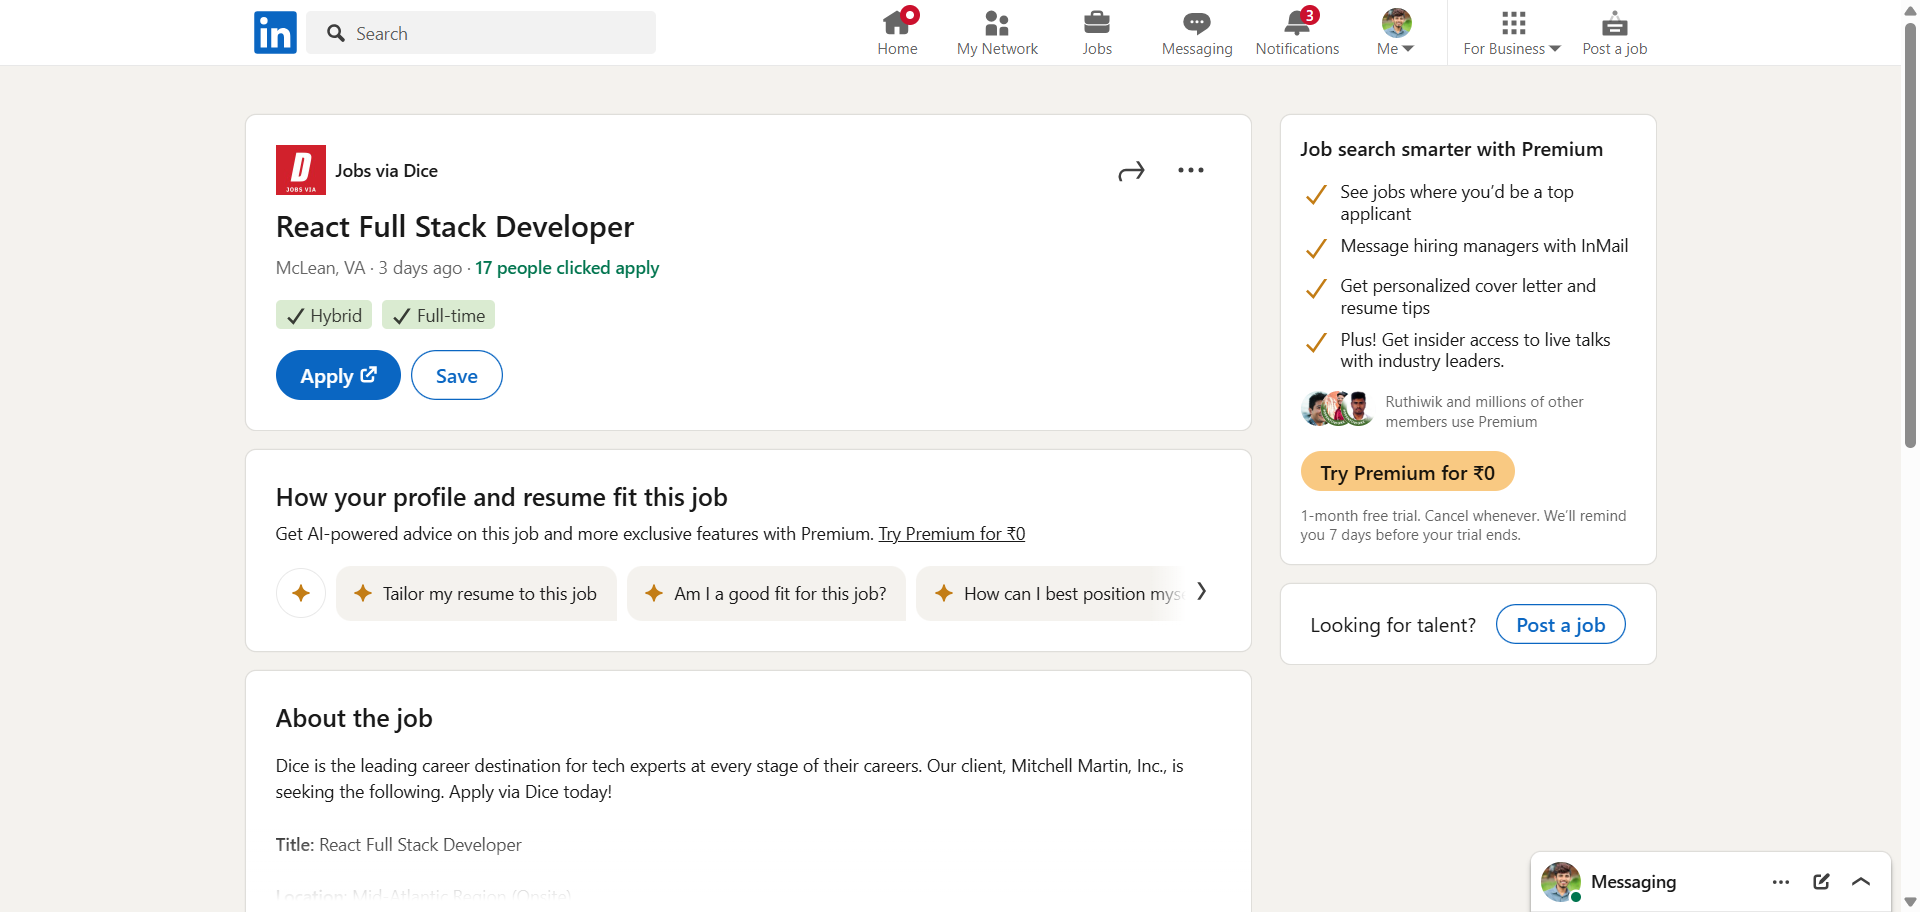 in
Search
Home
My Network
Jobs
Messaging
3
Notifications
Me
For Business
Post a job
D
JOBS VIA
Jobs via Dice
React Full Stack Developer
McLean, VA · 3 days ago · 17 people clicked apply
Hybrid
Full-time
Apply
Save
How your profile and resume fit this job
Get AI-powered advice on this job and more exclusive features with Premium. Try Premium for ₹0
Tailor my resume to this job
Am I a good fit for this job?
How can I best position mys
About the job
Dice is the leading career destination for tech experts at every stage of their careers. Our client, Mitchell Martin, Inc., is
seeking the following. Apply via Dice today!
Title: React Full Stack Developer
Location: Mid-Atlantic Region (Onsite)
Job search smarter with Premium
See jobs where you’d be a top
applicant
Message hiring managers with InMail
Get personalized cover letter and
resume tips
Plus! Get insider access to live talks
with industry leaders.
Ruthiwik and millions of other
members use Premium
Try Premium for ₹0
1-month free trial. Cancel whenever. We’ll remind
you 7 days before your trial ends.
Looking for talent?
Post a job
Messaging